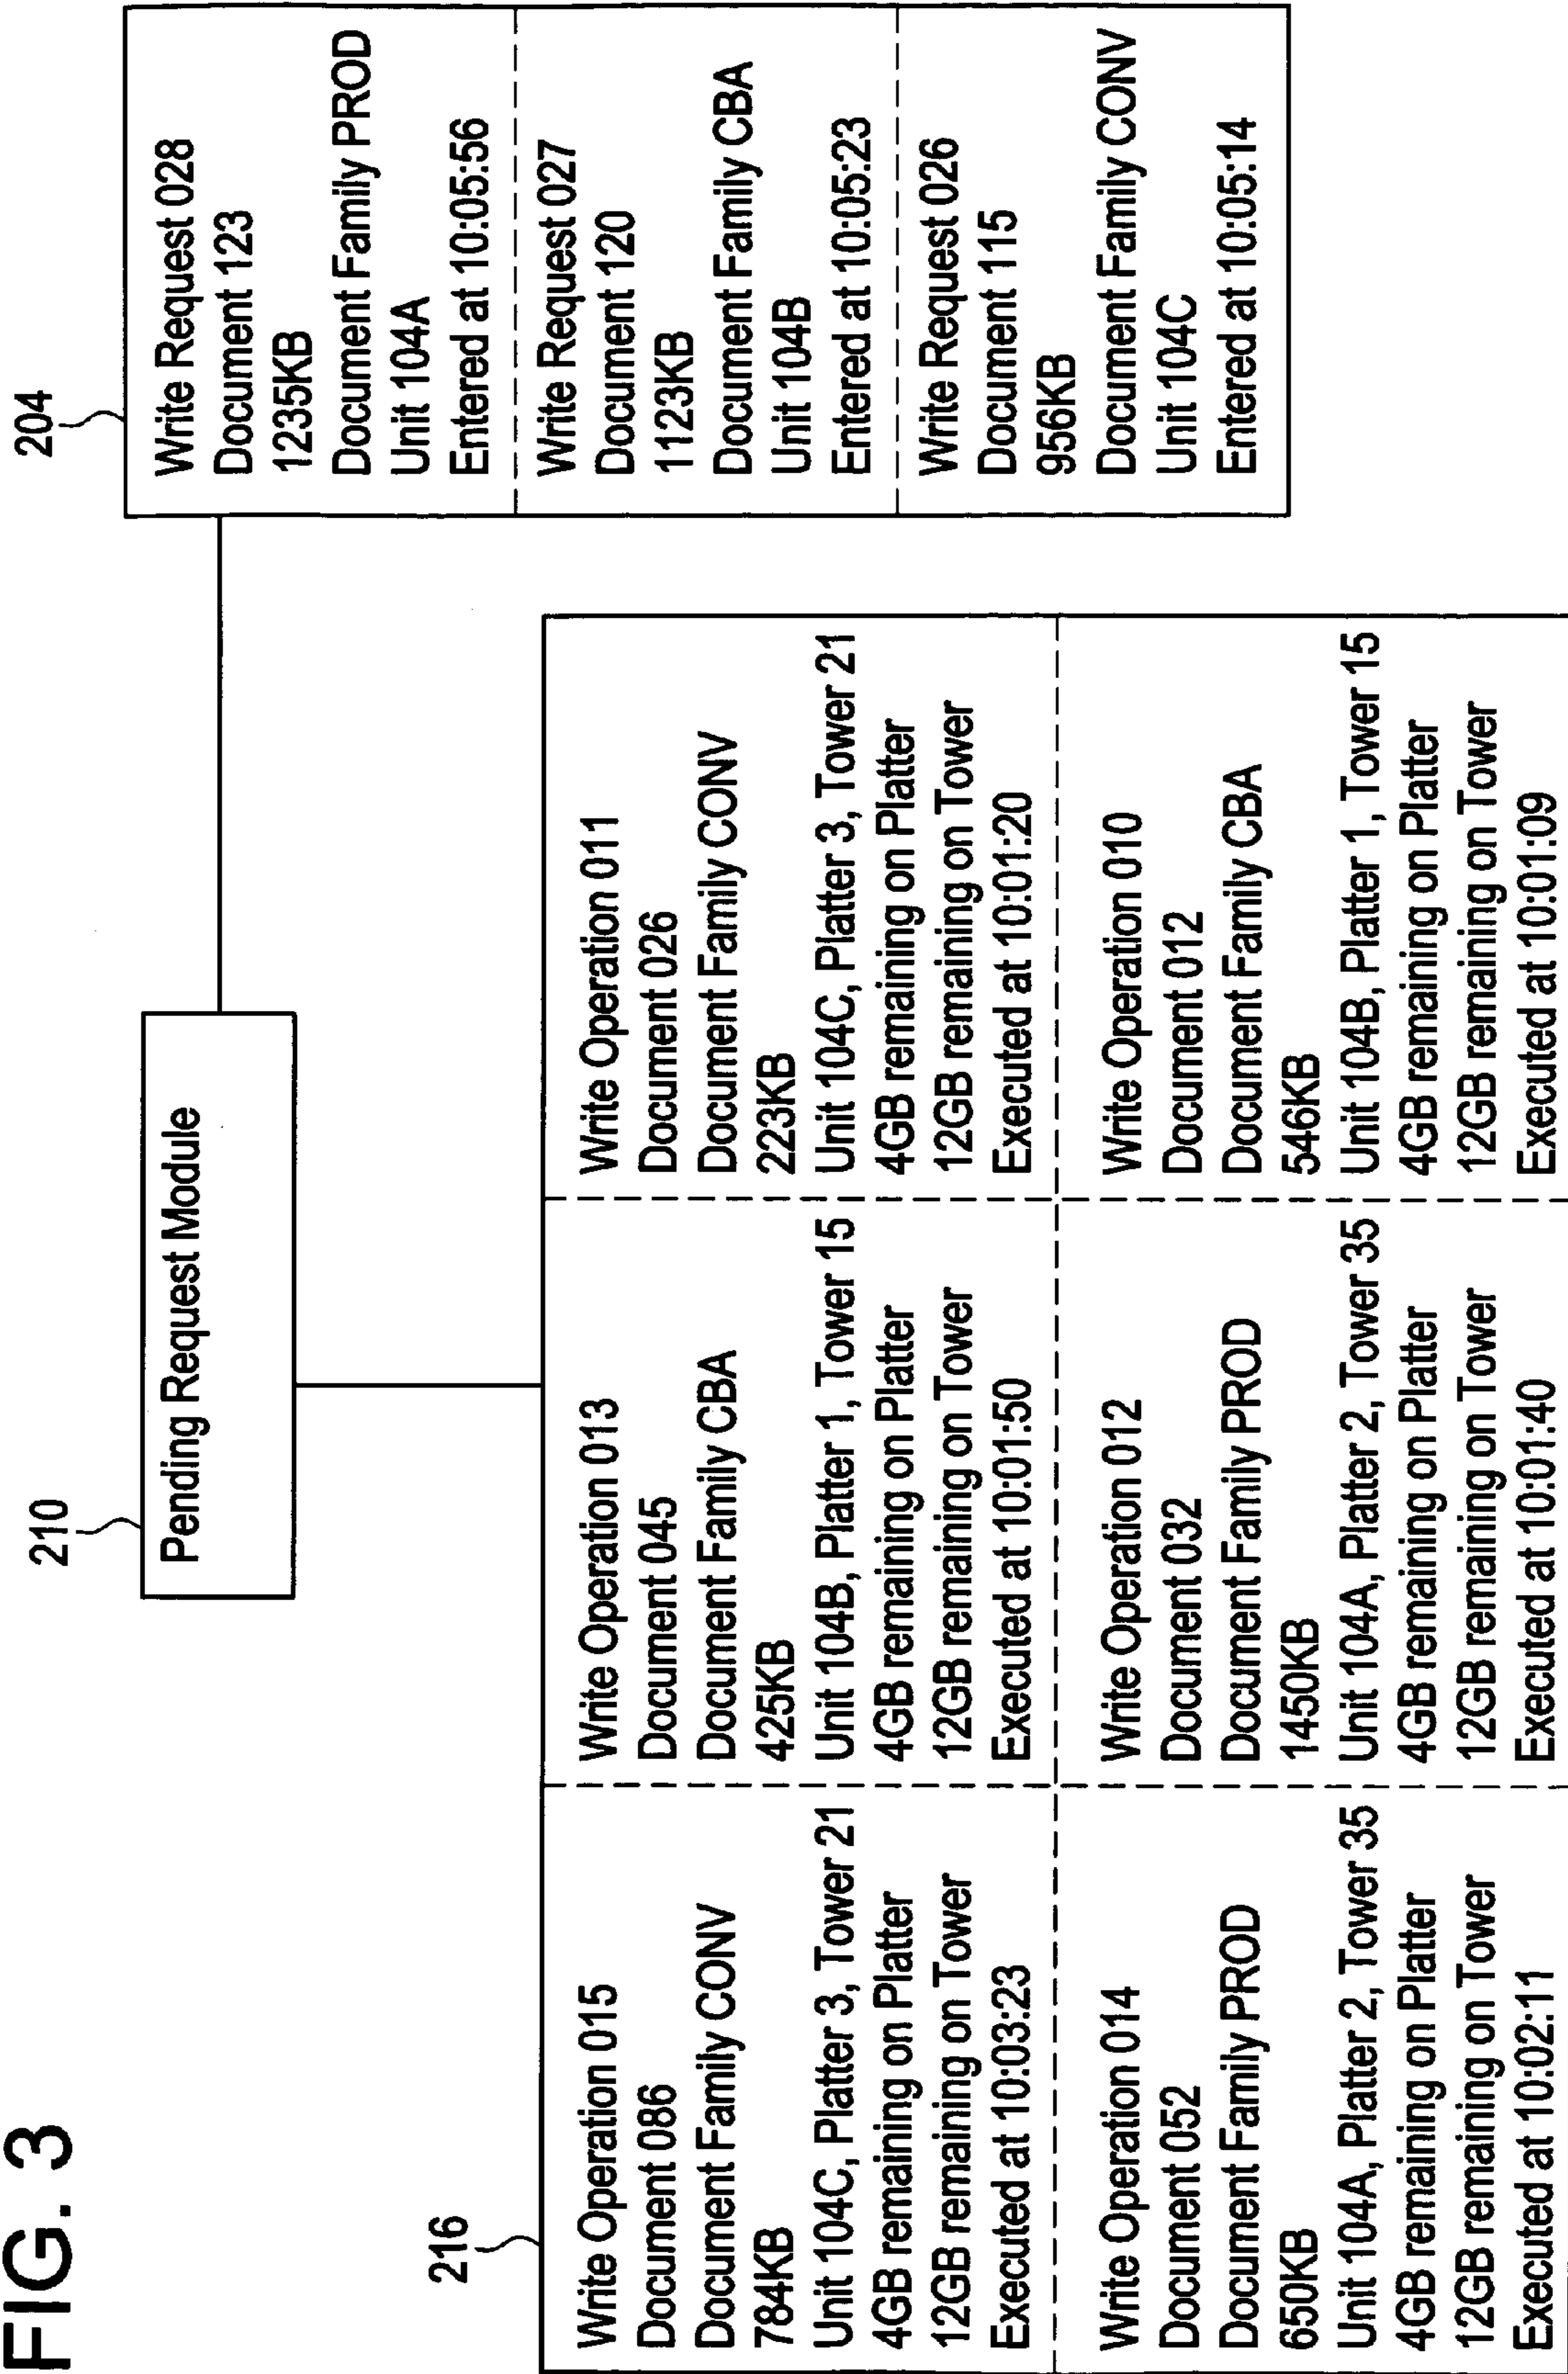 FIG. 3
210
Pending Request Module
204
Write Request 028
Document 123
1235KB
Document Family PROD
Unit 104A
Entered at 10:05:56
Write Request 027
Document 120
1123KB
Document Family CBA
Unit 104B
Entered at 10:05:23
Write Request 026
Document 115
956KB
Document Family CONV
Unit 104C
Entered at 10:05:14
216
Write Operation 015
Document 086
Document Family CONV
784KB
Unit 104C, Platter 3, Tower 21
4GB remaining on Platter
12GB remaining on Tower
Executed at 10:03:23
Write Operation 013
Document 045
Document Family CBA
425KB
Unit 104B, Platter 1, Tower 15
4GB remaining on Platter
12GB remaining on Tower
Executed at 10:01:50
Write Operation 011
Document 026
Document Family CONV
223KB
Unit 104C, Platter 3, Tower 21
4GB remaining on Platter
12GB remaining on Tower
Executed at 10:01:20
Write Operation 014
Document 052
Document Family PROD
650KB
Unit 104A, Platter 2, Tower 35
4GB remaining on Platter
12GB remaining on Tower
Executed at 10:02:11
Write Operation 012
Document 032
Document Family PROD
1450KB
Unit 104A, Platter 2, Tower 35
4GB remaining on Platter
12GB remaining on Tower
Executed at 10:01:40
Write Operation 010
Document 012
Document Family CBA
546KB
Unit 104B, Platter 1, Tower 15
4GB remaining on Platter
12GB remaining on Tower
Executed at 10:01:09